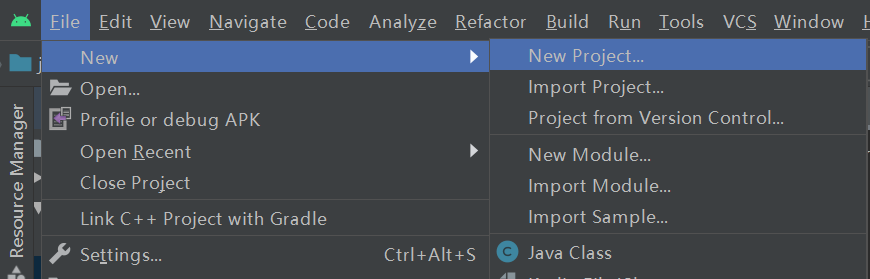 File Edit View Navigate Code Analyze Refactor Build Run Tools VCS Window
New
Open...
Profile or debug APK
Open Recent
Close Project
Link C++ Project with Gradle
Settings... Ctrl+Alt+S
New Project...
Import Project...
Project from Version Control...
New Module...
Import Module...
Import Sample...
Java Class
Resource Manager